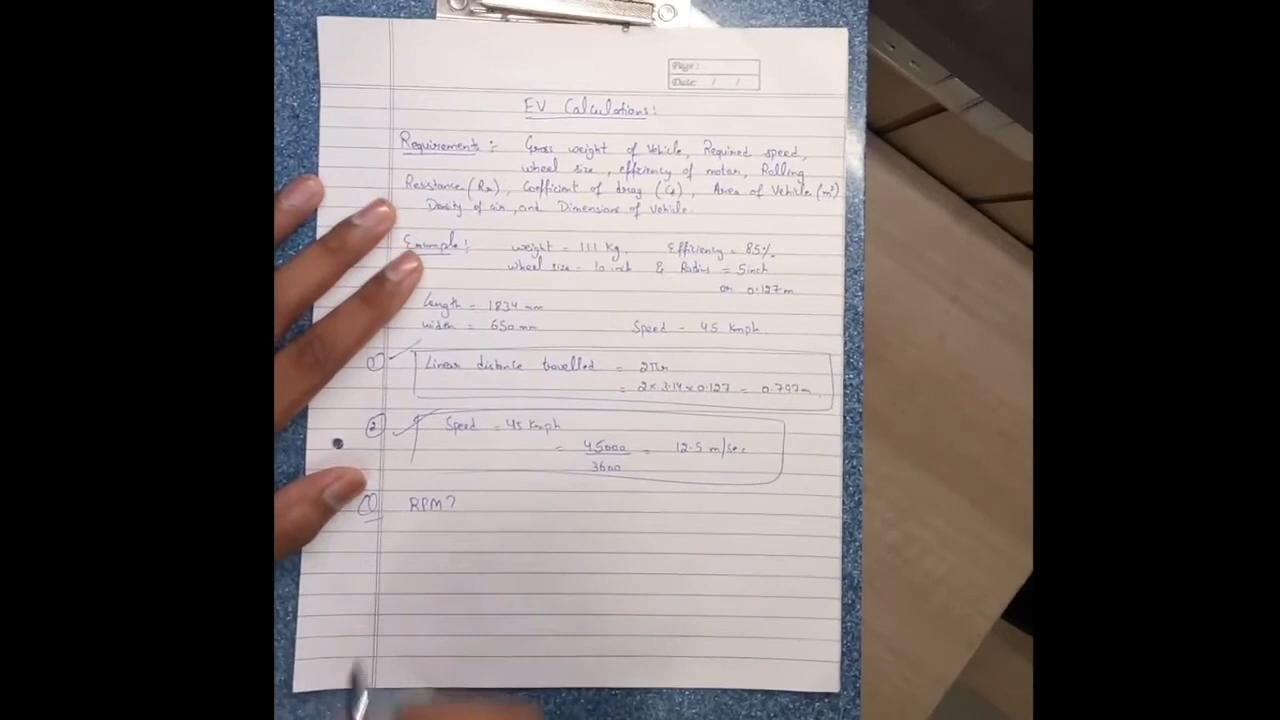 Page:
Date: / /
EV Calculations:
Requirements:- Gross weight of Vehicle, Required speed,
wheel size, efficiency of motor, Rolling
Resistance (Rr), Coefficient of drag (Cd), Area of Vehicle (m²)
Density of air, and Dimensions of Vehicle.
Example: weight = 111 Kg. Efficiency = 85%
wheel size - 10 inch & Radius = 5inch
or 0.127m
length = 1834 mm
width = 650mm Speed - 45 Kmph
① Linear distance travelled = 2πr
= 2 x 3.14 x 0.127 = 0.797m
② Speed = 45 Kmph
= 45000 / 3600 = 12.5 m/sec
① RPM?